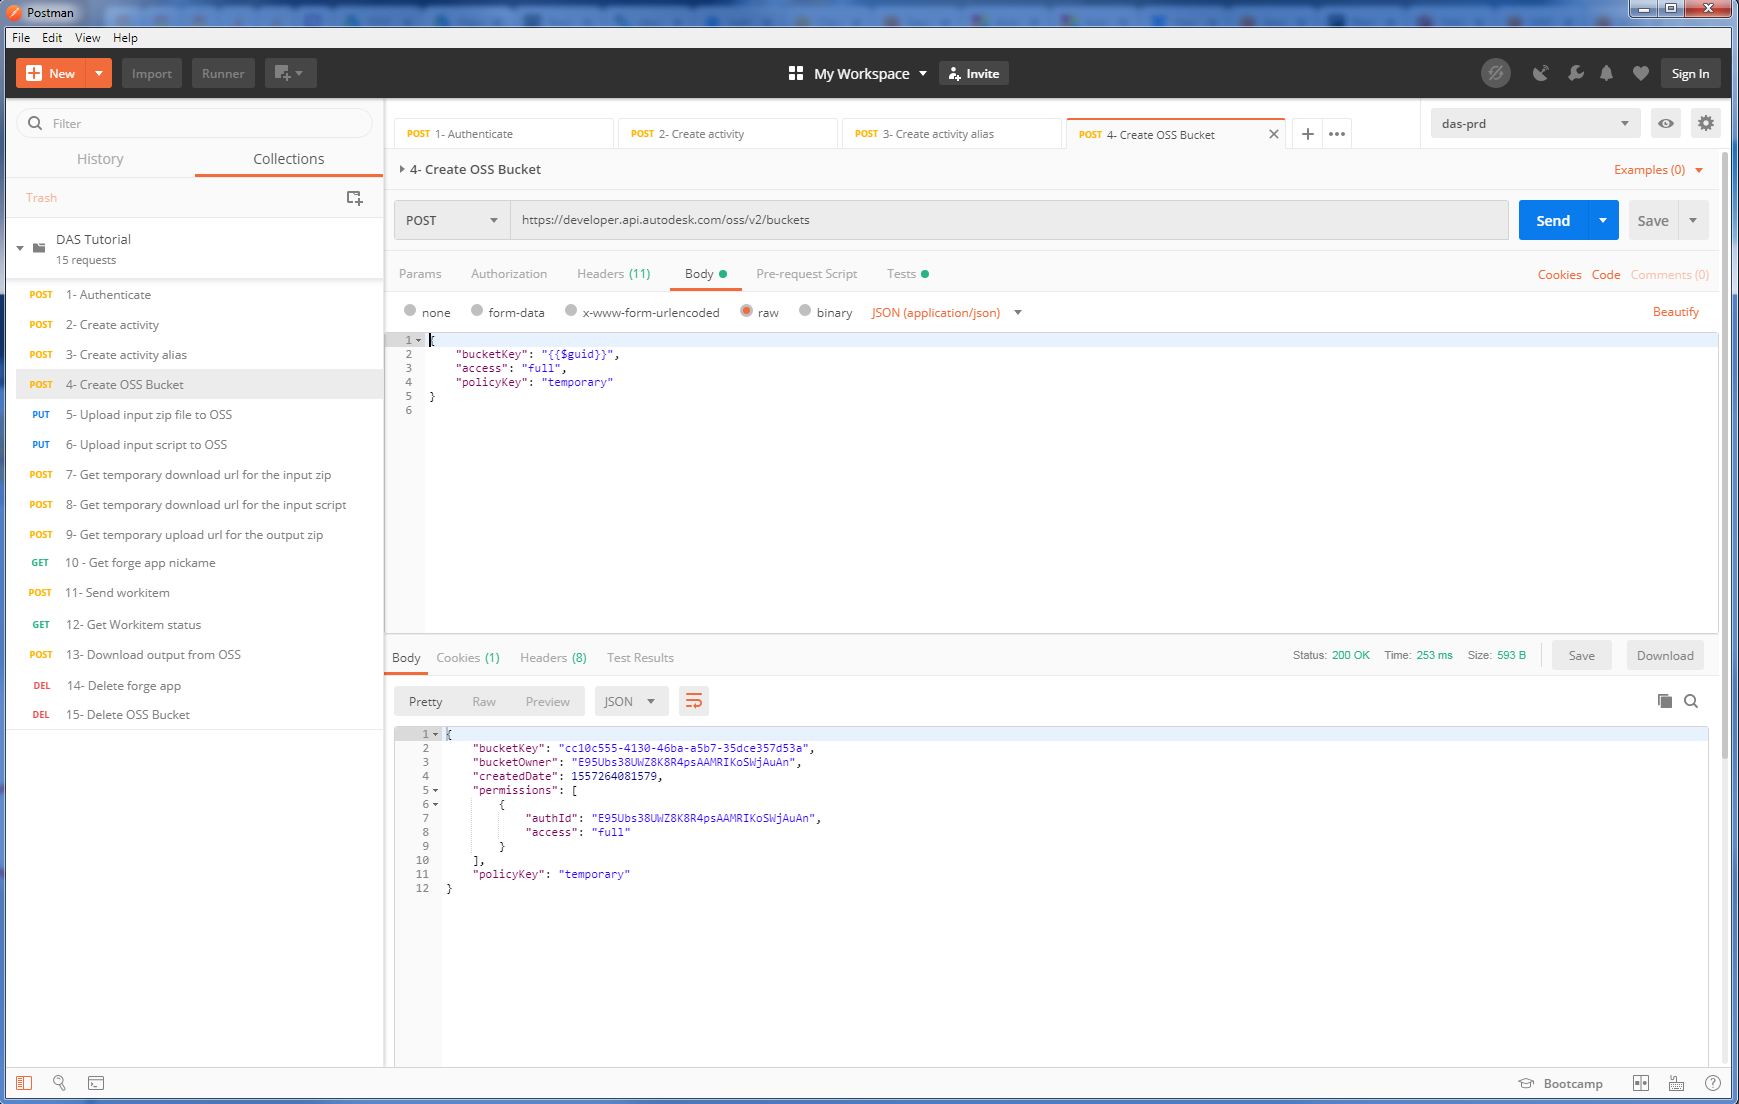 Postman
File Edit View Help
New Import Runner My Workspace Invite Sign In
Filter
History Collections
Trash
DAS Tutorial
15 requests
POST 1- Authenticate
POST 2- Create activity
POST 3- Create activity alias
POST 4- Create OSS Bucket
PUT 5- Upload input zip file to OSS
PUT 6- Upload input script to OSS
POST 7- Get temporary download url for the input zip
POST 8- Get temporary download url for the input script
POST 9- Get temporary upload url for the output zip
GET 10 - Get forge app nickame
POST 11- Send workitem
GET 12- Get Workitem status
POST 13- Download output from OSS
DEL 14- Delete forge app
DEL 15- Delete OSS Bucket
POST 1- Authenticate POST 2- Create activity POST 3- Create activity alias POST 4- Create OSS Bucket
das-prd
4- Create OSS Bucket
Examples (0)
POST https://developer.api.autodesk.com/oss/v2/buckets Send Save
Params Authorization Headers (11) Body Pre-request Script Tests Cookies Code Comments (0)
none form-data x-www-form-urlencoded raw binary JSON (application/json) Beautify
1 {
2 "bucketKey": "{{$guid}}",
3 "access": "full",
4 "policyKey": "temporary"
5 }
6
Body Cookies (1) Headers (8) Test Results Status: 200 OK Time: 253 ms Size: 593 B Save Download
Pretty Raw Preview JSON
1 {
2 "bucketKey": "cc10c555-4130-46ba-a5b7-35dce357d53a",
3 "bucketOwner": "E95Ubs38UWZ8K8R4psAAMRIKoSWjAuAn",
4 "createdDate": 1557264081579,
5 "permissions": [
6 {
7 "authId": "E95Ubs38UWZ8K8R4psAAMRIKoSWjAuAn",
8 "access": "full"
9 }
10 ],
11 "policyKey": "temporary"
12 }
Bootcamp